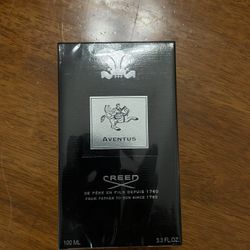 AVENTUS
CREED
DE PÈRE EN FILS DEPUIS 1760
FROM FATHER TO SON SINCE 1760
100 ML 3.3 FL.OZ.